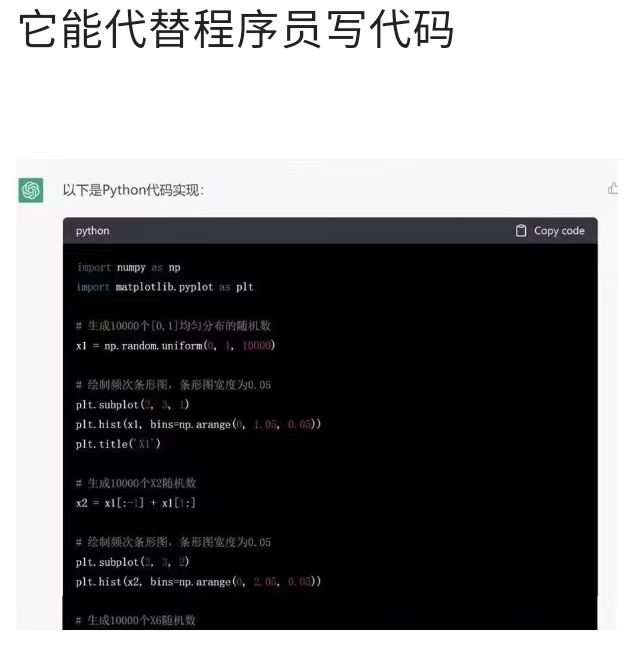 它能代替程序员写代码
以下是Python代码实现：
python Copy code
import numpy as np
import matplotlib.pyplot as plt
# 生成10000个[0,1]均匀分布的随机数
x1 = np.random.uniform(0, 1, 10000)
# 绘制频次条形图，条形图宽度为0.05
plt.subplot(2, 3, 1)
plt.hist(x1, bins=np.arange(0, 1.05, 0.05))
plt.title('X1')
# 生成10000个X2随机数
x2 = x1[:-1] + x1[1:]
# 绘制频次条形图，条形图宽度为0.05
plt.subplot(2, 3, 2)
plt.hist(x2, bins=np.arange(0, 2.05, 0.05))
# 生成10000个X6随机数